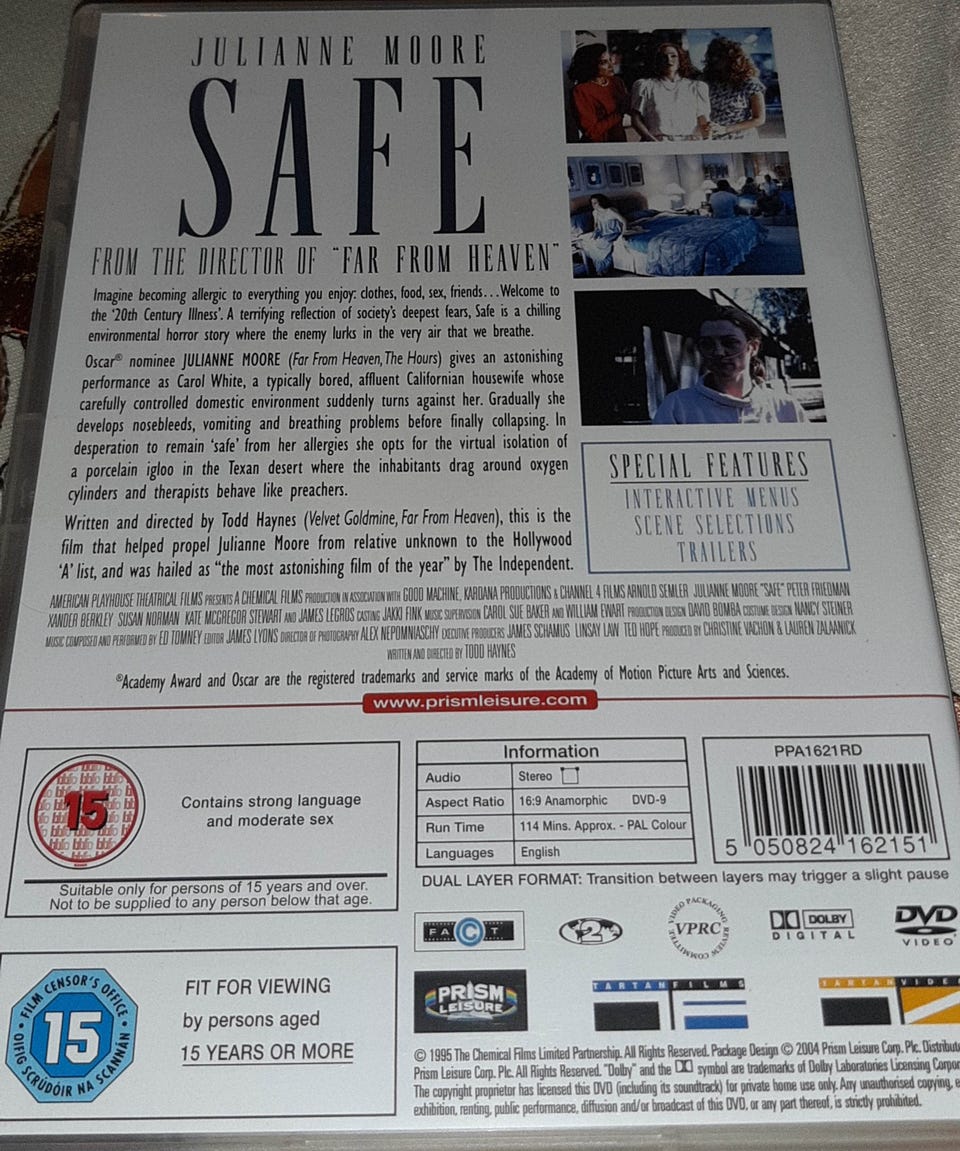 JULIANNE MOORE
SAFE
FROM THE DIRECTOR OF "FAR FROM HEAVEN"
Imagine becoming allergic to everything you enjoy: clothes, food, sex, friends...Welcome to
the '20th Century Illness'. A terrifying reflection of society's deepest fears, Safe is a chilling
environmental horror story where the enemy lurks in the very air that we breathe.
Oscar® nominee JULIANNE MOORE (Far From Heaven, The Hours) gives an astonishing
performance as Carol White, a typically bored, affluent Californian housewife whose
carefully controlled domestic environment suddenly turns against her. Gradually she
develops nosebleeds, vomiting and breathing problems before finally collapsing. In
desperation to remain 'safe' from her allergies she opts for the virtual isolation of
a porcelain igloo in the Texan desert where the inhabitants drag around oxygen
cylinders and therapists behave like preachers.
Written and directed by Todd Haynes (Velvet Goldmine, Far From Heaven), this is the
film that helped propel Julianne Moore from relative unknown to the Hollywood
'A' list, and was hailed as "the most astonishing film of the year" by The Independent.
SPECIAL FEATURES
INTERACTIVE MENUS
SCENE SELECTIONS
TRAILERS
AMERICAN PLAYHOUSE THEATRICAL FILMS PRESENTS A CHEMICAL FILMS PRODUCTION IN ASSOCIATION WITH GOOD MACHINE, KARDANA PRODUCTIONS & CHANNEL 4 FILMS ARNOLD SEMLER JULIANNE MOORE "SAFE" PETER FRIEDMAN
XANDER BERKLEY SUSAN NORMAN KATE MCGREGOR STEWART AND JAMES LEGROS CASTING JAKKI FINK MUSIC SUPERVISION CAROL SUE BAKER AND WILLIAM EWART PRODUCTION DESIGN DAVID BOMBA COSTUME DESIGN NANCY STEINER
MUSIC COMPOSED AND PERFORMED BY ED TOMNEY EDITOR JAMES LYONS DIRECTOR OF PHOTOGRAPHY ALEX NEPOMNIASCHY EXECUTIVE PRODUCERS JAMES SCHAMUS LINSAY LAW TED HOPE PRODUCED BY CHRISTINE VACHON & LAUREN ZALAANICK
WRITTEN AND DIRECTED BY TODD HAYNES
®Academy Award and Oscar are the registered trademarks and service marks of the Academy of Motion Picture Arts and Sciences.
www.prismleisure.com
15
Contains strong language
and moderate sex
Suitable only for persons of 15 years and over.
Not to be supplied to any person below that age.
Information
Audio Stereo
Aspect Ratio 16:9 Anamorphic DVD-9
Run Time 114 Mins. Approx. - PAL Colour
Languages English
PPA1621RD
5 050824 162151
DUAL LAYER FORMAT: Transition between layers may trigger a slight pause
FACT
2
VIDEO PACKAGING REVIEW COMMITTEE
VPRC
DOLBY
DIGITAL
DVD
VIDEO
FILM CENSOR'S OFFICE
15
OIFIG SCRÚDÓIR NA SCANNÁN
FIT FOR VIEWING
by persons aged
15 YEARS OR MORE
PRISM
LEISURE
TARTAN FILMS
TARTAN VIDEO
© 1995 The Chemical Films Limited Partnership. All Rights Reserved. Package Design © 2004 Prism Leisure Corp. Plc. Distribute
Prism Leisure Corp. Plc. All Rights Reserved. "Dolby" and the symbol are trademarks of Dolby Laboratories Licensing Corpor
The copyright proprietor has licensed this DVD (including its soundtrack) for private home use only. Any unauthorised copying, e
exhibition, renting, public performance, diffusion and/or broadcast of this DVD, or any part thereof, is strictly prohibited.